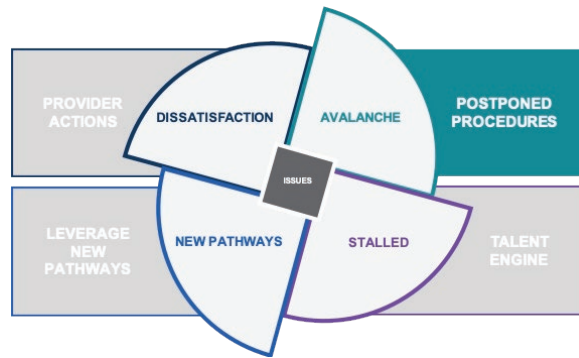 PROVIDER
ACTIONS
DISSATISFACTION
AVALANCHE
POSTPONED
PROCEDURES
ISSUES
LEVERAGE
NEW
PATHWAYS
NEW PATHWAYS
STALLED
TALENT
ENGINE